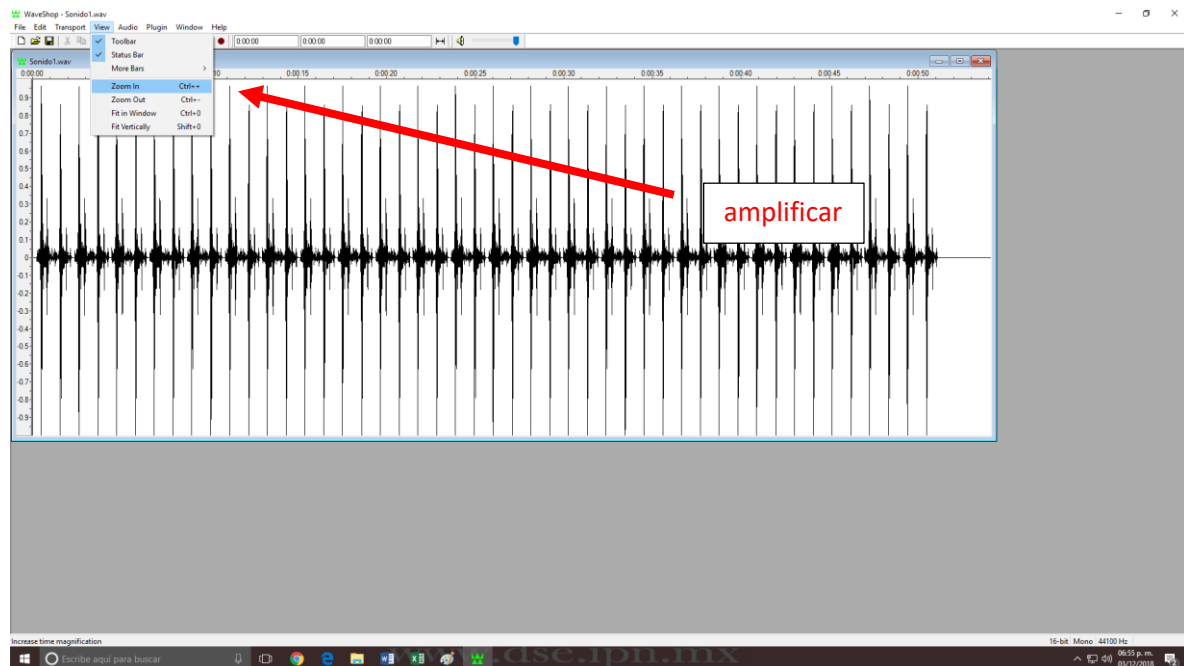 WaveShop - Sonido1.wav
File Edit Transport View Audio Plugin Window Help
0:00:00 0:00:00 0:00:00
Toolbar
Status Bar
More Bars >
Zoom In Ctrl++
Zoom Out Ctrl+-
Fit in Window Ctrl+0
Fit Vertically Shift+0
Sonido1.wav
0:00:00 10 0:00:15 0:00:20 0:00:25 0:00:30 0:00:35 0:00:40 0:00:45 0:00:50
0.9
0.8
0.7
0.6
0.5
0.4
0.3
0.2
0.1
0
-0.1
-0.2
-0.3
-0.4
-0.5
-0.6
-0.7
-0.8
-0.9
amplificar
Increase time magnification
16-bit Mono 44100 Hz
Escribe aquí para buscar
.dse.ipn.mx
06:55 p. m.
03/12/2018